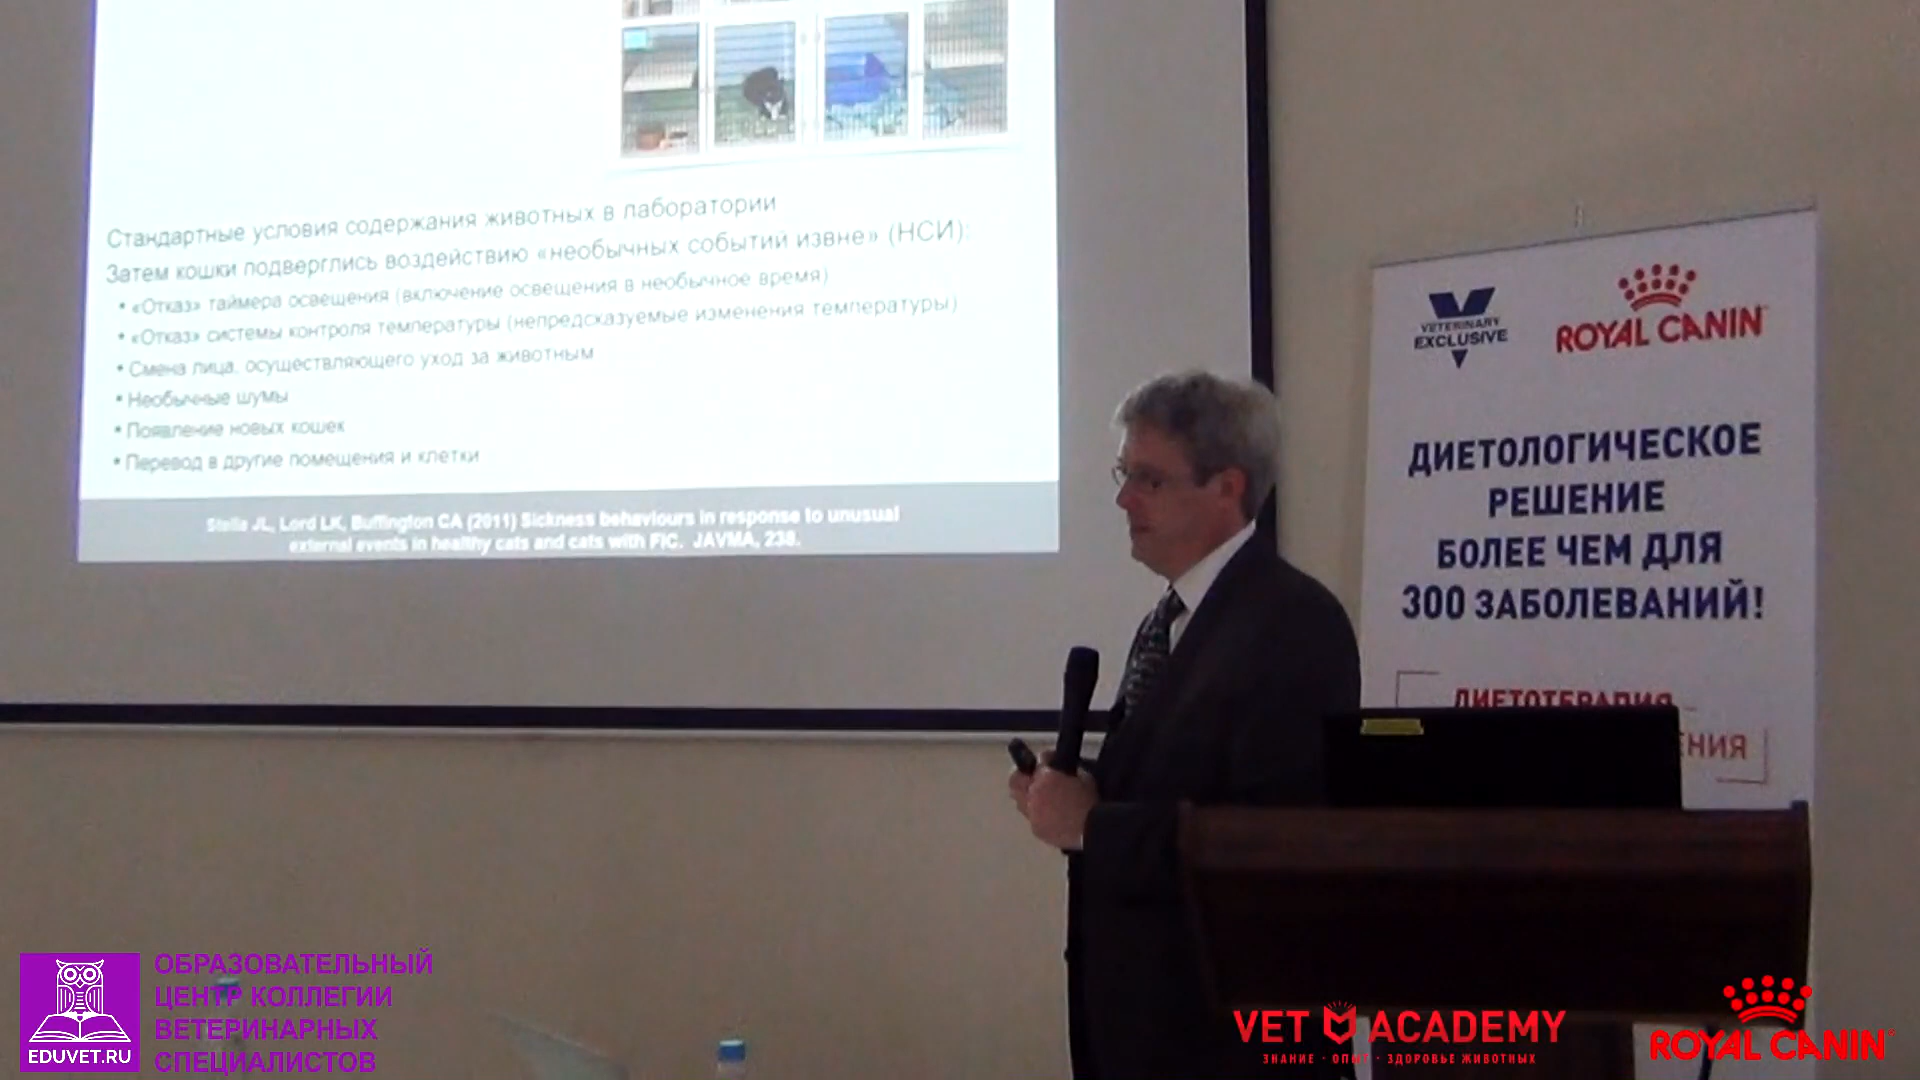 Стандартные условия содержания животных в лаборатории
Затем кошки подверглись воздействию «необычных событий извне» (НСИ):
• «Отказ» таймера освещения (включение освещения в необычное время)
• «Отказ» системы контроля температуры (непредсказуемые изменения температуры)
• Смена лица, осуществляющего уход за животным
• Необычные шумы
• Появление новых кошек
• Перевод в другие помещения и клетки
Stella JL, Lord LK, Buffington CA (2011) Sickness behaviours in response to unusual
external events in healthy cats and cats with FIC. JAVMA, 238.
VETERINARY
EXCLUSIVE
ROYAL CANIN
ДИЕТОЛОГИЧЕСКОЕ
РЕШЕНИЕ
БОЛЕЕ ЧЕМ ДЛЯ
300 ЗАБОЛЕВАНИЙ!
ДИЕТОТЕРАПИЯ
ОБРАЗОВАТЕЛЬНЫЙ
ЦЕНТР КОЛЛЕГИИ
ВЕТЕРИНАРНЫХ
СПЕЦИАЛИСТОВ
EDUVET.RU
VET ACADEMY
ЗНАНИЕ · ОПЫТ · ЗДОРОВЬЕ ЖИВОТНЫХ
ROYAL CANIN